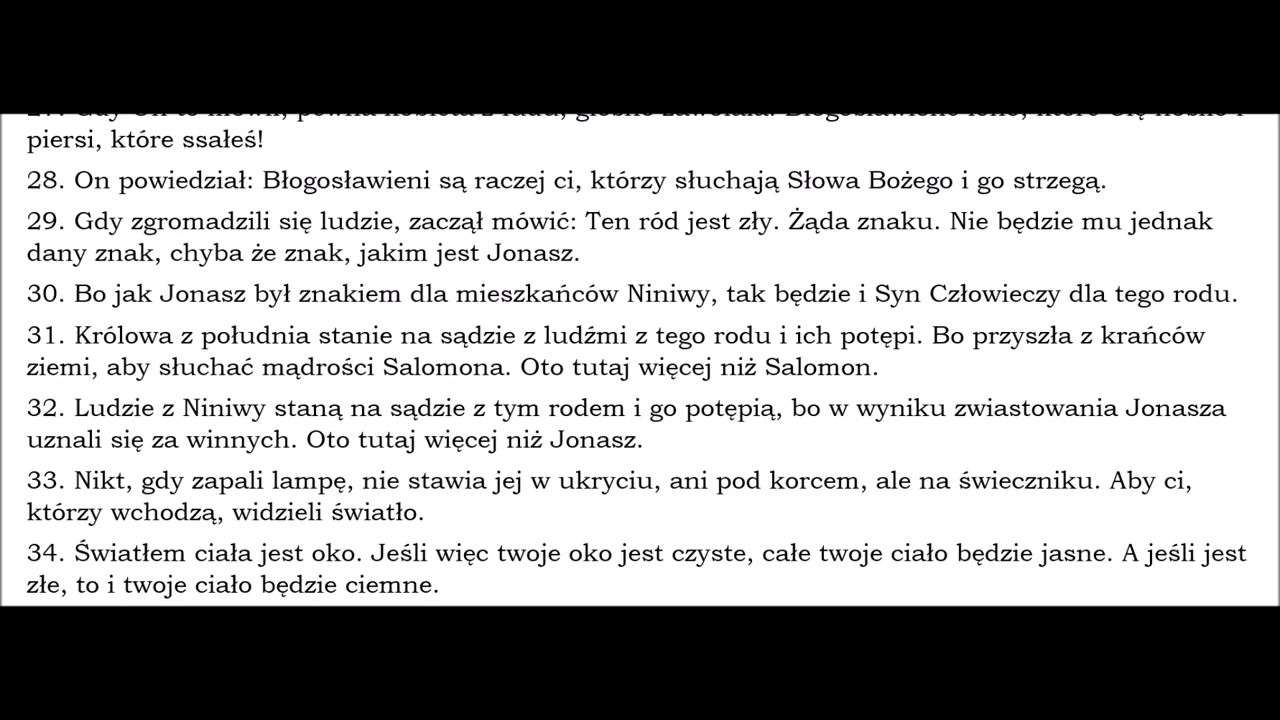 piersi, które ssałeś!
28. On powiedział: Błogosławieni są raczej ci, którzy słuchają Słowa Bożego i go strzegą.
29. Gdy zgromadzili się ludzie, zaczął mówić: Ten ród jest zły. Żąda znaku. Nie będzie mu jednak
dany znak, chyba że znak, jakim jest Jonasz.
30. Bo jak Jonasz był znakiem dla mieszkańców Niniwy, tak będzie i Syn Człowieczy dla tego rodu.
31. Królowa z południa stanie na sądzie z ludźmi z tego rodu i ich potępi. Bo przyszła z krańców
ziemi, aby słuchać mądrości Salomona. Oto tutaj więcej niż Salomon.
32. Ludzie z Niniwy staną na sądzie z tym rodem i go potępią, bo w wyniku zwiastowania Jonasza
uznali się za winnych. Oto tutaj więcej niż Jonasz.
33. Nikt, gdy zapali lampę, nie stawia jej w ukryciu, ani pod korcem, ale na świeczniku. Aby ci,
którzy wchodzą, widzieli światło.
34. Światłem ciała jest oko. Jeśli więc twoje oko jest czyste, całe twoje ciało będzie jasne. A jeśli jest
złe, to i twoje ciało będzie ciemne.